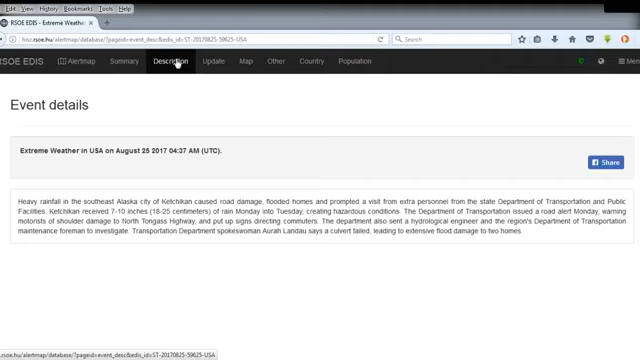 Edit View History Bookmarks Tools Help
RSOE EDIS - Extreme Weathe
hisz.rsoe.hu/alertmap/database/?pageid=event_desc&edis_id=ST-20170825-59625-USA
Search
RSOE EDIS Alertmap Summary Description Update Map Other Country Population Menu
Event details
Extreme Weather in USA on August 25 2017 04:37 AM (UTC).
Share
Heavy rainfall in the southeast Alaska city of Ketchikan caused road damage, flooded homes and prompted a visit from extra personnel from the state Department of Transportation and Public
Facilities. Ketchikan received 7-10 inches (18-25 centimeters) of rain Monday into Tuesday, creating hazardous conditions. The Department of Transportation issued a road alert Monday, warning
motorists of shoulder damage to North Tongass Highway, and put up signs directing commuters. The department also sent a hydrological engineer and the region's Department of Transportation
maintenance foreman to investigate. Transportation Department spokeswoman Aurah Landau says a culvert failed, leading to extensive flood damage to two homes.
rsoe.hu/alertmap/database/?pageid=event_desc&edis_id=ST-20170825-59625-USA